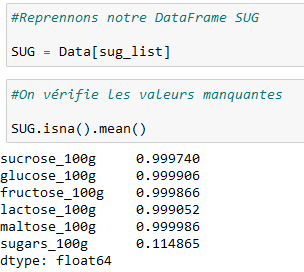 #Reprennons notre DataFrame SUG
SUG = Data[sug_list]
#On vérifie les valeurs manquantes
SUG.isna().mean()
sucrose_100g     0.999740
glucose_100g     0.999906
fructose_100g    0.999866
lactose_100g     0.999052
maltose_100g     0.999986
sugars_100g      0.114865
dtype: float64